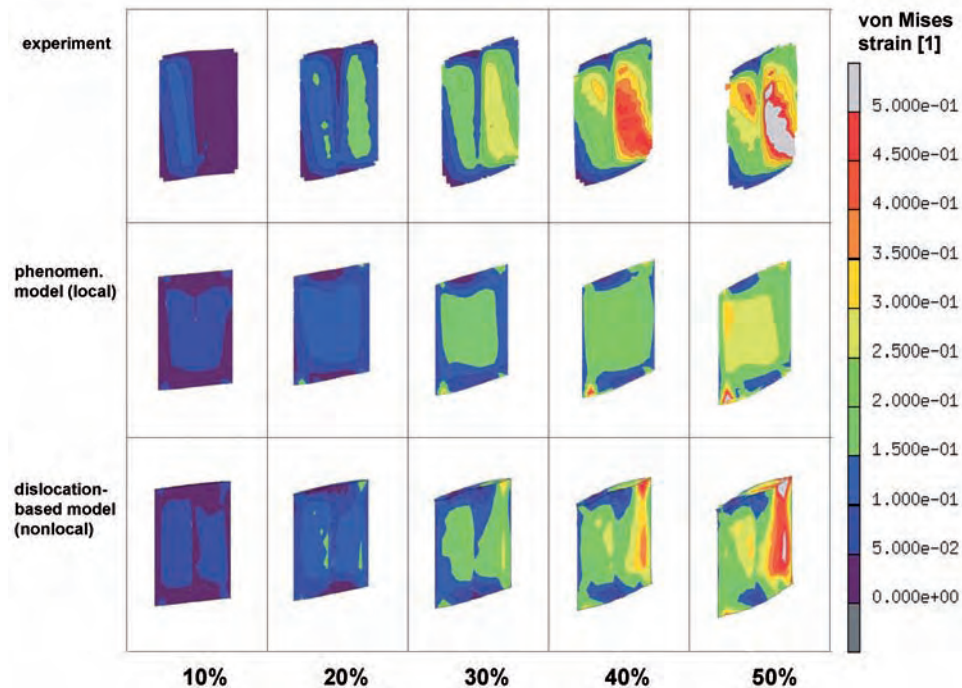 experiment
von Mises
strain [1]
5.000e-01
4.500e-01
4.000e-01
3.500e-01
3.000e-01
2.500e-01
2.000e-01
1.500e-01
1.000e-01
5.000e-02
0.000e+00
phenomen.
model (local)
dislocation-
based model
(nonlocal)
10%
20%
30%
40%
50%